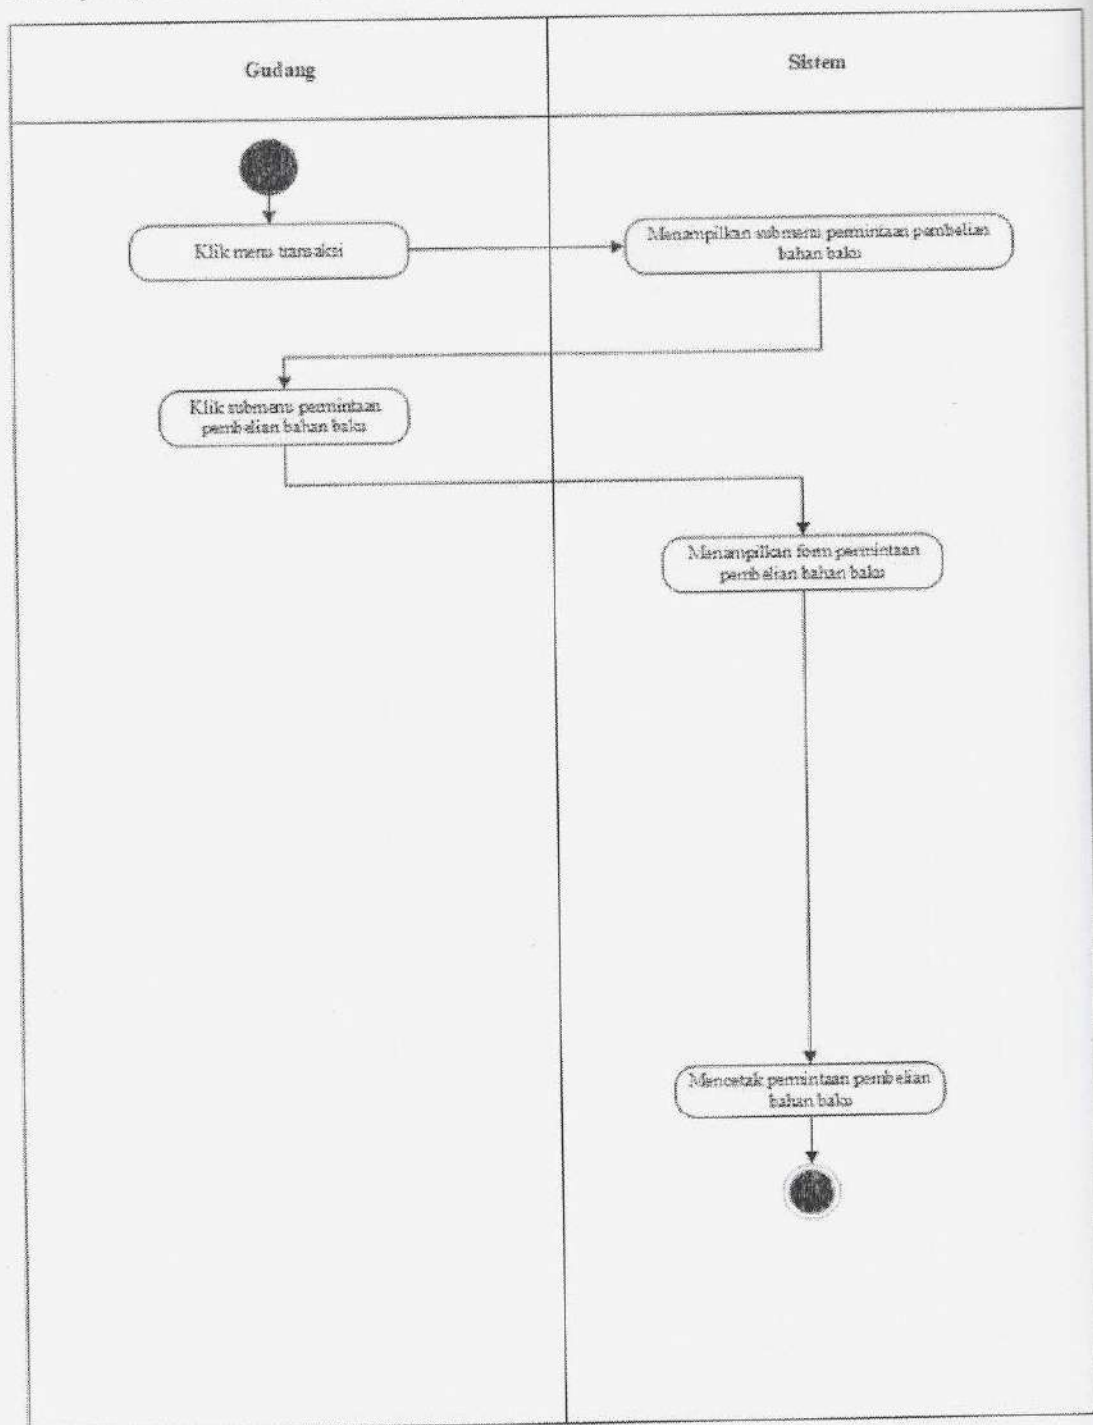 Gudang
Sistem
Klik menu transaksi
Menampilkan submenu permintaan pembelian
bahan baku
Klik submenu permintaan
pembelian bahan baku
Menampilkan form permintaan
pembelian bahan baku
Mencetak permintaan pembelian
bahan baku